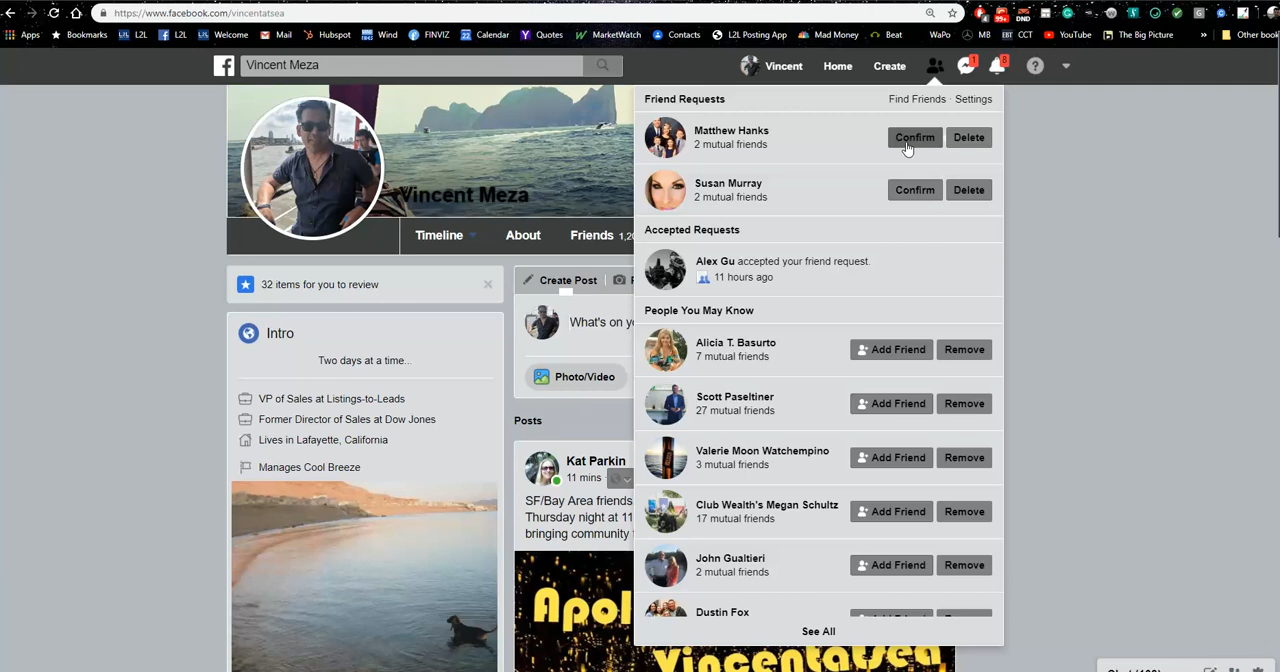 https://www.facebook.com/vincentatsea
99+
DND
Apps Bookmarks L2L L2L Welcome Mail Hubspot Wind FINVIZ Calendar Quotes MarketWatch Contacts L2L Posting App Mad Money Beat WaPo MB CCT YouTube The Big Picture » Other book
Vincent Meza
Vincent Home Create 1 8
Friend Requests Find Friends · Settings
Matthew Hanks
2 mutual friends
Confirm Delete
Susan Murray
2 mutual friends
Confirm Delete
Accepted Requests
Alex Gu accepted your friend request.
11 hours ago
People You May Know
Alicia T. Basurto
7 mutual friends
Add Friend Remove
Scott Paseltiner
27 mutual friends
Add Friend Remove
Valerie Moon Watchempino
3 mutual friends
Add Friend Remove
Club Wealth's Megan Schultz
17 mutual friends
Add Friend Remove
John Gualtieri
2 mutual friends
Add Friend Remove
Dustin Fox
See All
Vincent Meza
Timeline About Friends 1,2
32 items for you to review
Intro
Two days at a time...
VP of Sales at Listings-to-Leads
Former Director of Sales at Dow Jones
Lives in Lafayette, California
Manages Cool Breeze
Create Post
What's on yo
Photo/Video
Posts
Kat Parkin
11 mins
SF/Bay Area friends
Thursday night at 11
bringing community
Apol
Vincentatsea